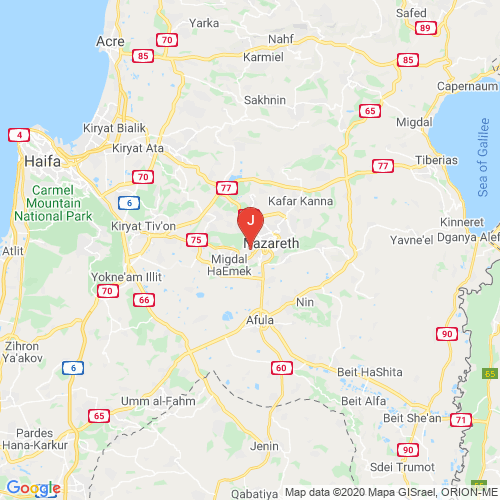 Safed
Yarka
89
Nahf
Acre
70
85
Karmiel
85
Capernaum
Sakhnin
65
Migdal
Kiryat Bialik
4
Haifa
Kiryat Ata
Sea of Galilee
Tiberias
77
70
77
Carmel
Mountain
National Park
6
Kafar Kanna
J
Kinneret
Kiryat Tiv'on
75
Nazareth
Yavne'el
Dganya Alef
Atlit
Migdal
HaEmek
Yokne'am Illit
70
66
Nin
Afula
90
Zihron
Ya'akov
6
60
Beit HaShita
65
Umm al-Fahm
Beit Alfa
Beit She'an
71
65
Pardes
Hana-Karkur
Jenin
90
Sdei Trumot
Google
Qabatiya
Map data ©2020 Mapa GISrael, ORION-ME